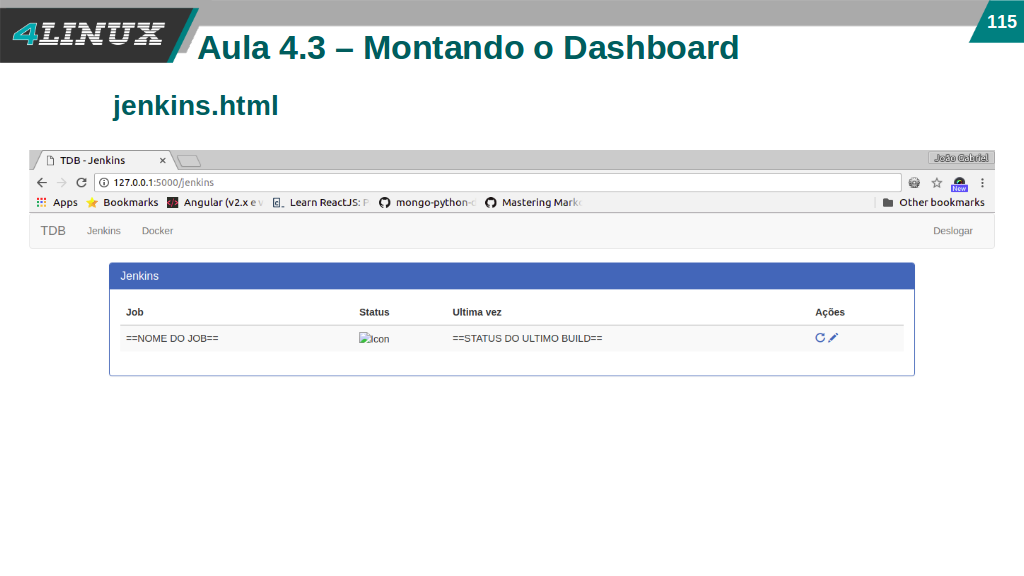 4LINUX
115
Aula 4.3 – Montando o Dashboard
jenkins.html
TDB - Jenkins
João Gabriel
127.0.0.1:5000/jenkins
New
Apps Bookmarks Angular (v2.x e v Learn ReactJS: P mongo-python- Mastering Mark Other bookmarks
TDB Jenkins Docker Deslogar
Jenkins
Job Status Ultima vez Ações
==NOME DO JOB== Icon ==STATUS DO ULTIMO BUILD==